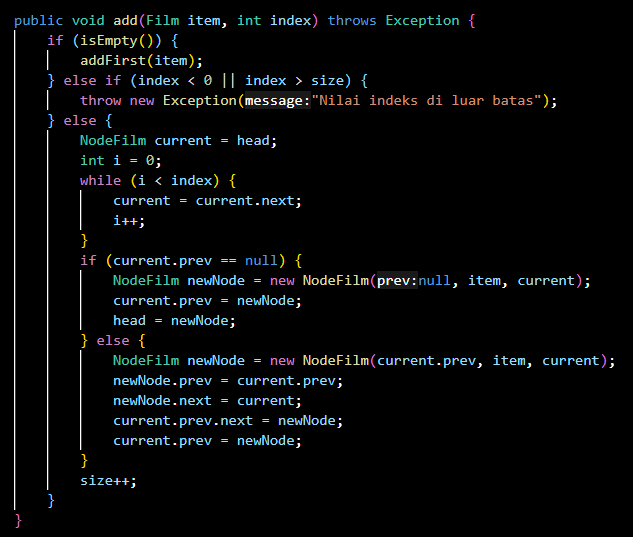 public void add(Film item, int index) throws Exception {
    if (isEmpty()) {
        addFirst(item);
    } else if (index < 0 || index > size) {
        throw new Exception(message:"Nilai indeks di luar batas");
    } else {
        NodeFilm current = head;
        int i = 0;
        while (i < index) {
            current = current.next;
            i++;
        }
        if (current.prev == null) {
            NodeFilm newNode = new NodeFilm(prev:null, item, current);
            current.prev = newNode;
            head = newNode;
        } else {
            NodeFilm newNode = new NodeFilm(current.prev, item, current);
            newNode.prev = current.prev;
            newNode.next = current;
            current.prev.next = newNode;
            current.prev = newNode;
        }
        size++;
    }
}